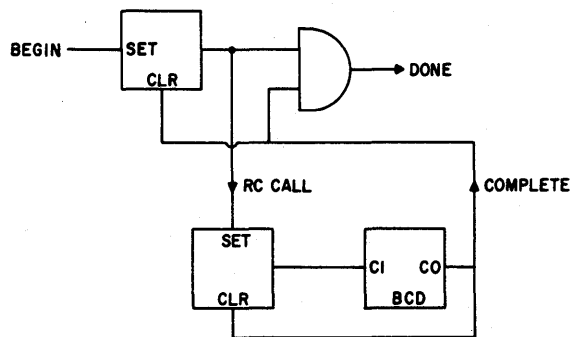 BEGIN
SET
CLR
DONE
RC CALL
COMPLETE
SET
CLR
CI
CO
BCD